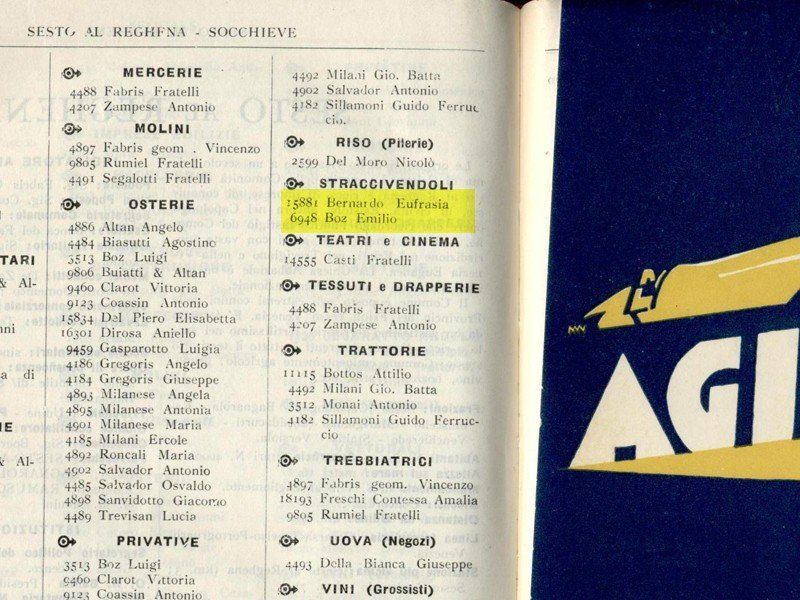 SESTO AL REGHENA - SOCCHIEVE
TARI
& Al-
nni
a di
IE
& Al-
MERCERIE
4488 Fabris Fratelli
4207 Zampese Antonio
MOLINI
4897 Fabris geom . Vincenzo
9805 Rumiel Fratelli
4491 Segalotti Fratelli
OSTERIE
4886 Altan Angelo
4484 Biasutti Agostino
3513 Boz Luigi
9806 Buiatti & Altan
9460 Clarot Vittoria
9123 Coassin Antonio
15834 Del Piero Elisabetta
16301 Dirosa Aniello
9459 Gasparotto Luigia
4186 Gregoris Angelo
4184 Gregoris Giuseppe
4893 Milanese Angela
4895 Milanese Antonia
4901 Milanese Maria
4185 Milani Ercole
4892 Roncali Maria
4902 Salvador Antonio
4485 Salvador Osvaldo
4898 Sanvidotto Giacomo
4489 Trevisan Lucia
PRIVATIVE
3513 Boz Luigi
9460 Clarot Vittoria
9123 Coassin Antonio
4492 Milani Gio. Batta
4902 Salvador Antonio
4182 Sillamoni Guido Ferruc
cio.
RISO (Pilerie)
2599 Del Moro Nicolò
STRACCIVENDOLI
15881 Bernardo Eufrasia
6948 Boz Emilio
TEATRI e CINEMA
14555 Casti Fratelli
TESSUTI e DRAPPERIE
4488 Fabris Fratelli
4207 Zampese Antonio
TRATTORIE
11115 Bottos Attilio
4492 Milani Gio. Batta
3512 Monai Antonio
4182 Sillamoni Guido Ferruc-
cio
TREBBIATRICI
4897 Fabris geom. Vincenzo
18193 Freschi Contessa Amalia
9805 Rumiel Fratelli
UOVA (Negozi)
4493 Della Bianca Giuseppe
VINI (Grossisti)
AGI